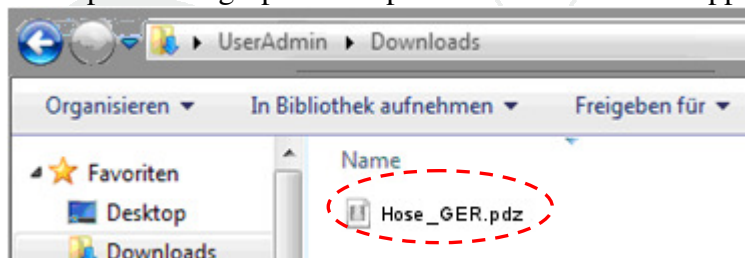 UserAdmin ▸ Downloads
Organisieren ▾ In Bibliothek aufnehmen ▾ Freigeben für ▾
Favoriten
Name
Desktop
Hose_GER.pdz
Downloads